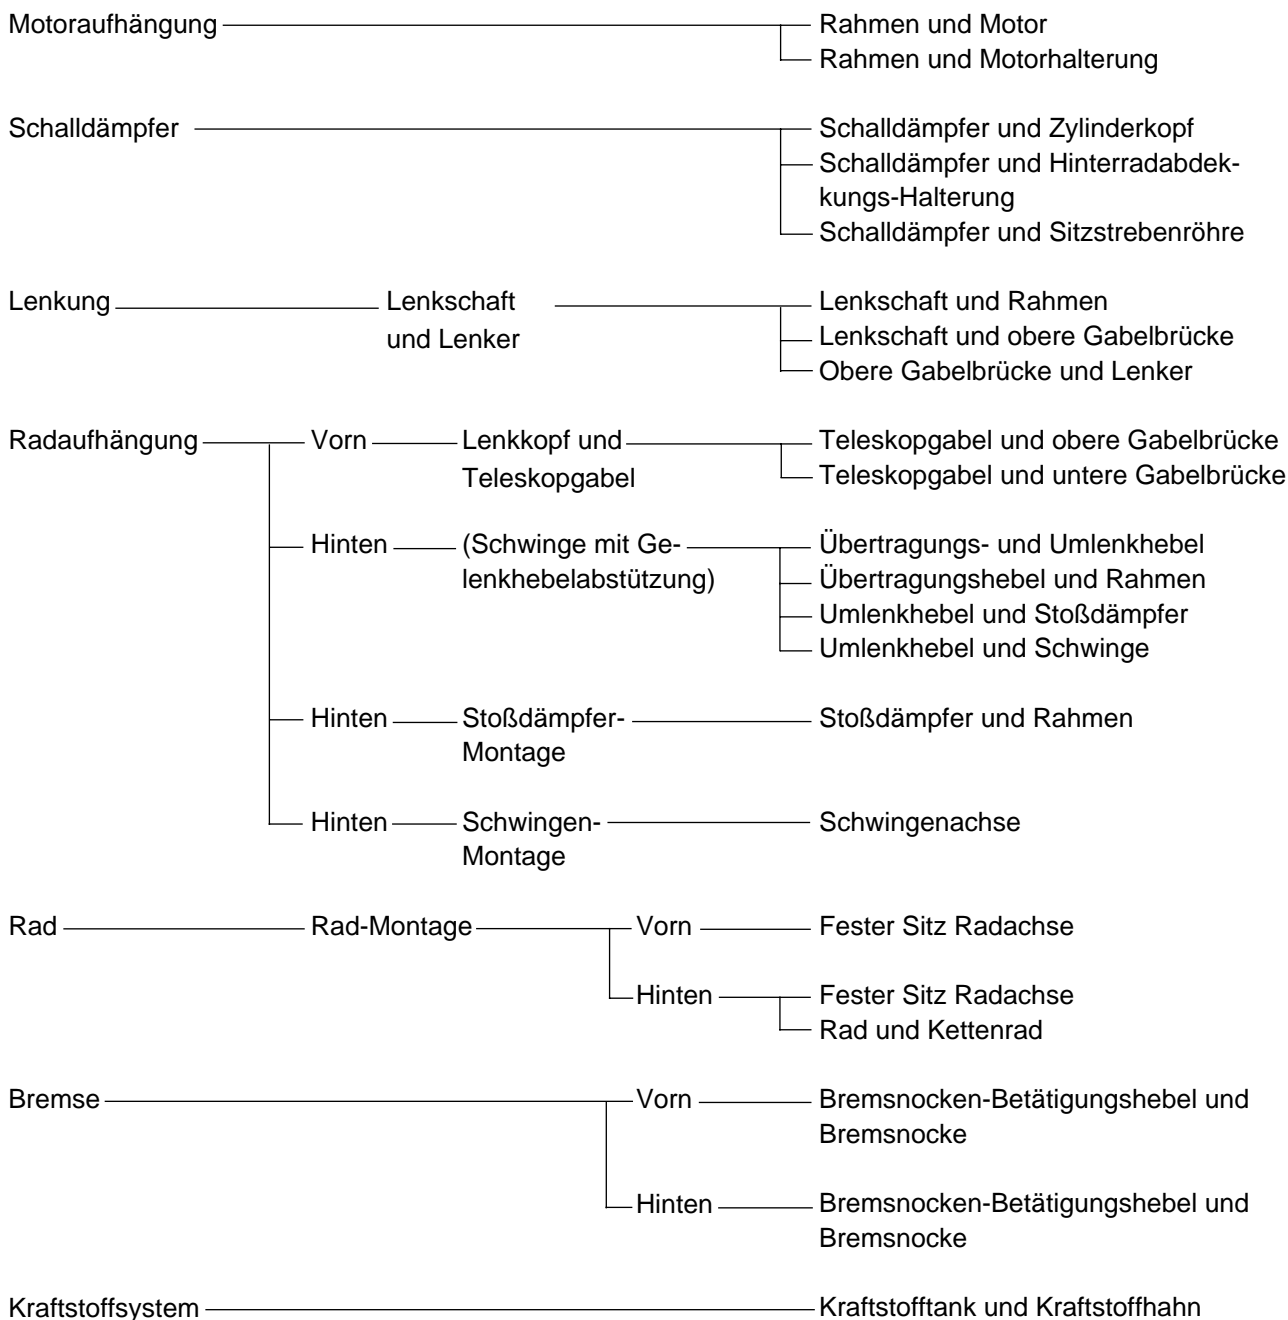 Motoraufhängung Rahmen und Motor
Rahmen und Motorhalterung
Schalldämpfer Schalldämpfer und Zylinderkopf
Schalldämpfer und Hinterradabdek-
kungs-Halterung
Schalldämpfer und Sitzstrebenröhre
Lenkung Lenkschaft Lenkschaft und Rahmen
und Lenker Lenkschaft und obere Gabelbrücke
Obere Gabelbrücke und Lenker
Radaufhängung Vorn Lenkkopf und Teleskopgabel und obere Gabelbrücke
Teleskopgabel Teleskopgabel und untere Gabelbrücke
Hinten (Schwinge mit Ge- Übertragungs- und Umlenkhebel
lenkhebelabstützung) Übertragungshebel und Rahmen
Umlenkhebel und Stoßdämpfer
Umlenkhebel und Schwinge
Hinten Stoßdämpfer- Stoßdämpfer und Rahmen
Montage
Hinten Schwingen- Schwingenachse
Montage
Rad Rad-Montage Vorn Fester Sitz Radachse
Hinten Fester Sitz Radachse
Rad und Kettenrad
Bremse Vorn Bremsnocken-Betätigungshebel und
Bremsnocke
Hinten Bremsnocken-Betätigungshebel und
Bremsnocke
Kraftstoffsystem Kraftstofftank und Kraftstoffhahn